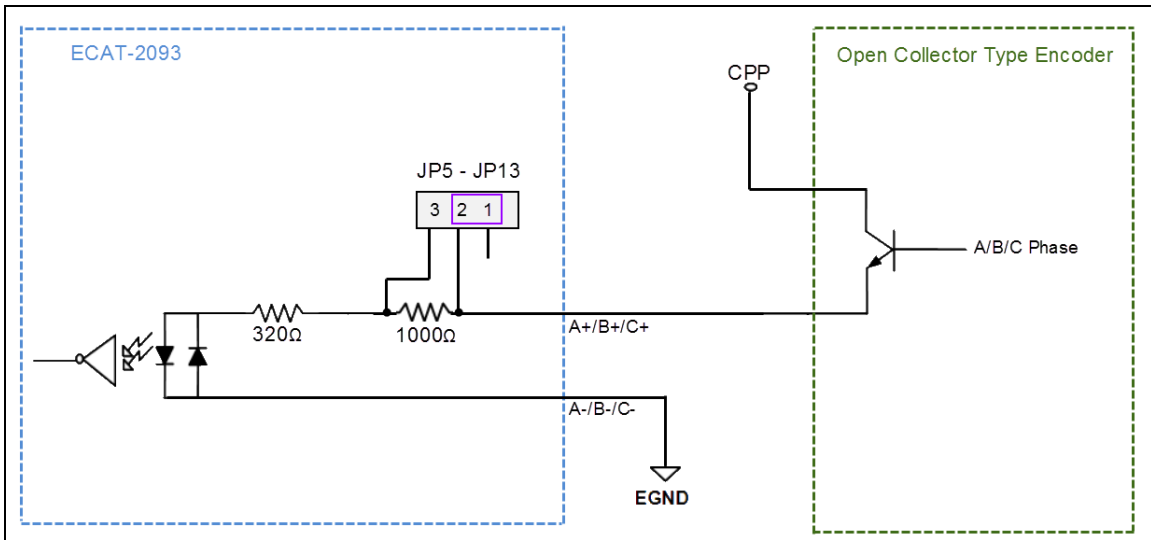 ECAT-2093
Open Collector Type Encoder
CPP
JP5 - JP13
3 2 1
A/B/C Phase
320Ω
1000Ω
A+/B+/C+
A-/B-/C-
EGND